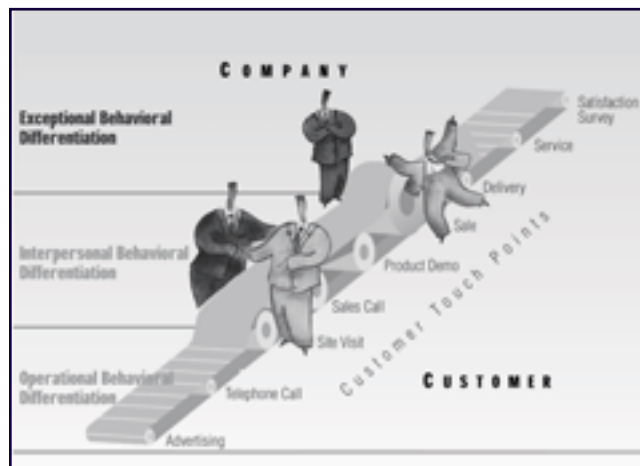 COMPANY
Exceptional Behavioral
Differentiation
Interpersonal Behavioral
Differentiation
Operational Behavioral
Differentiation
Satisfaction
Survey
Service
Delivery
Sale
Product Demo
Sales Call
Site Visit
Telephone Call
Advertising
Customer Touch Points
CUSTOMER